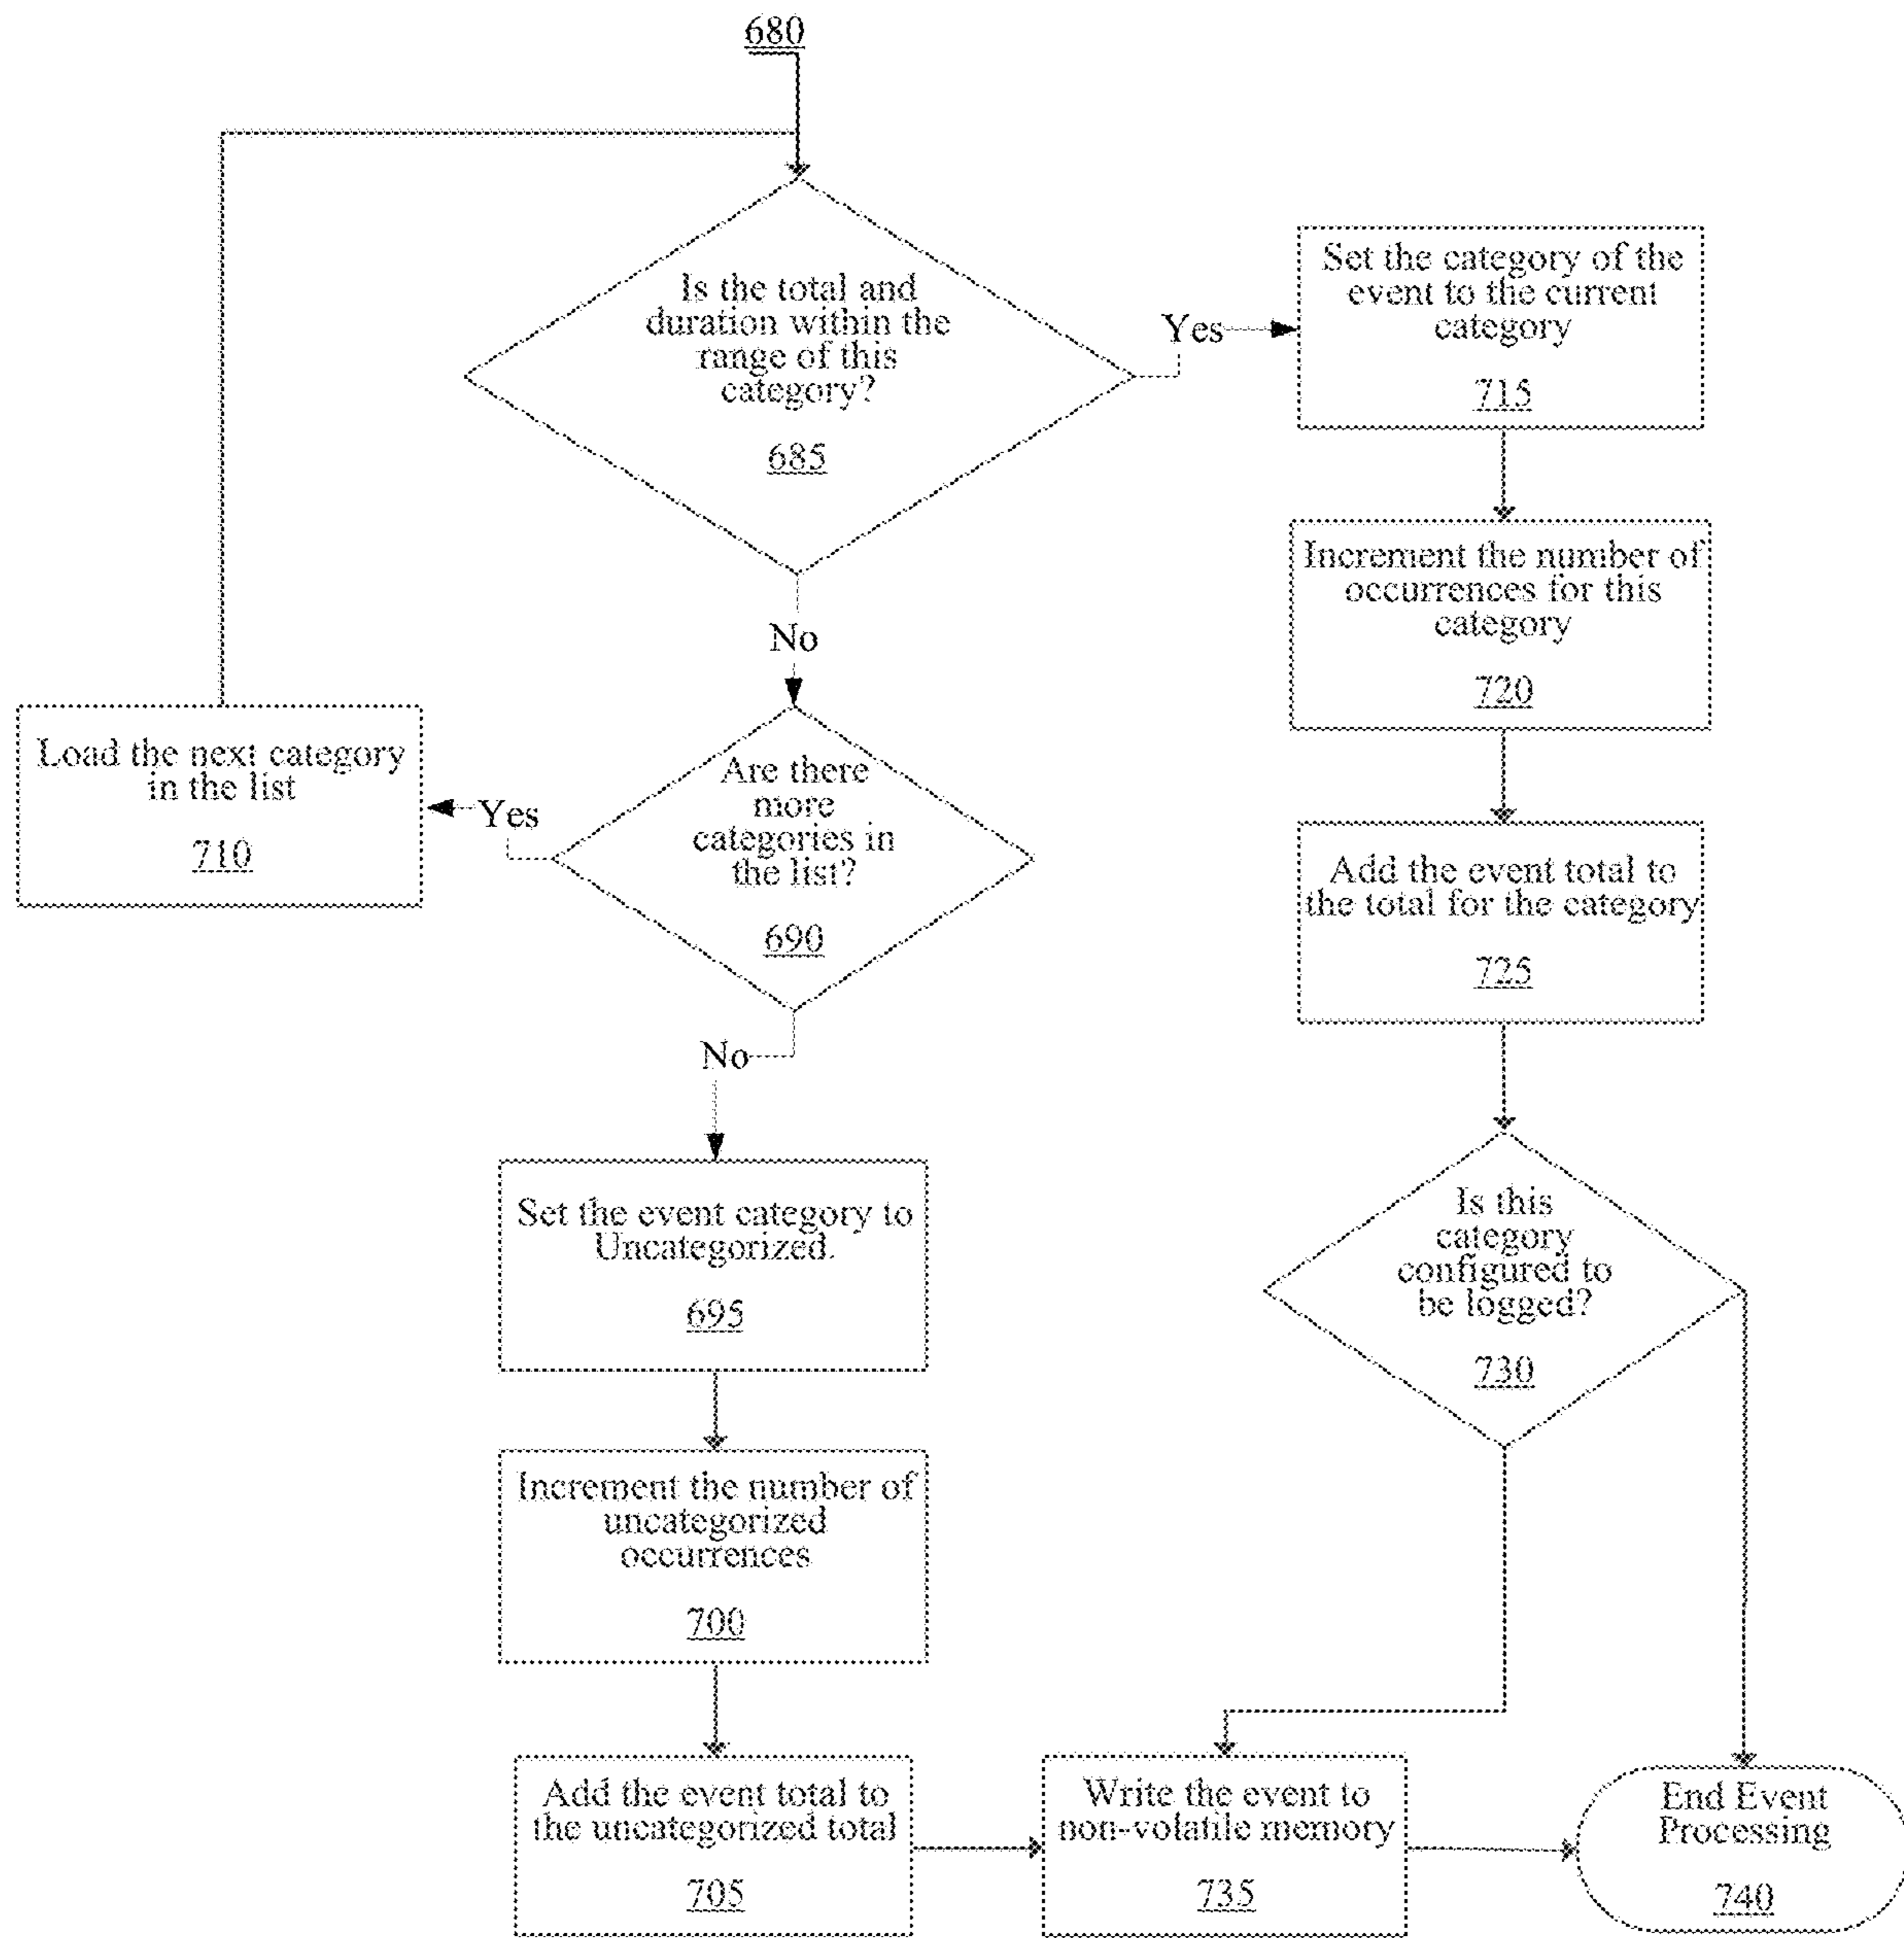 680
Is the total and
duration within the
range of this
category?
685
Yes
Set the category of the
event to the current
category
715
Increment the number of
occurrences for this
category
720
No
Load the next category
in the list
710
Yes
Are there
more
categories in
the list?
690
Add the event total to
the total for the category
725
No
Set the event category to
Uncategorized.
695
Is this
category
configured to
be logged?
730
Increment the number of
uncategorized
occurrences
700
Add the event total to
the uncategorized total
705
Write the event to
non-volatile memory
735
End Event
Processing
740